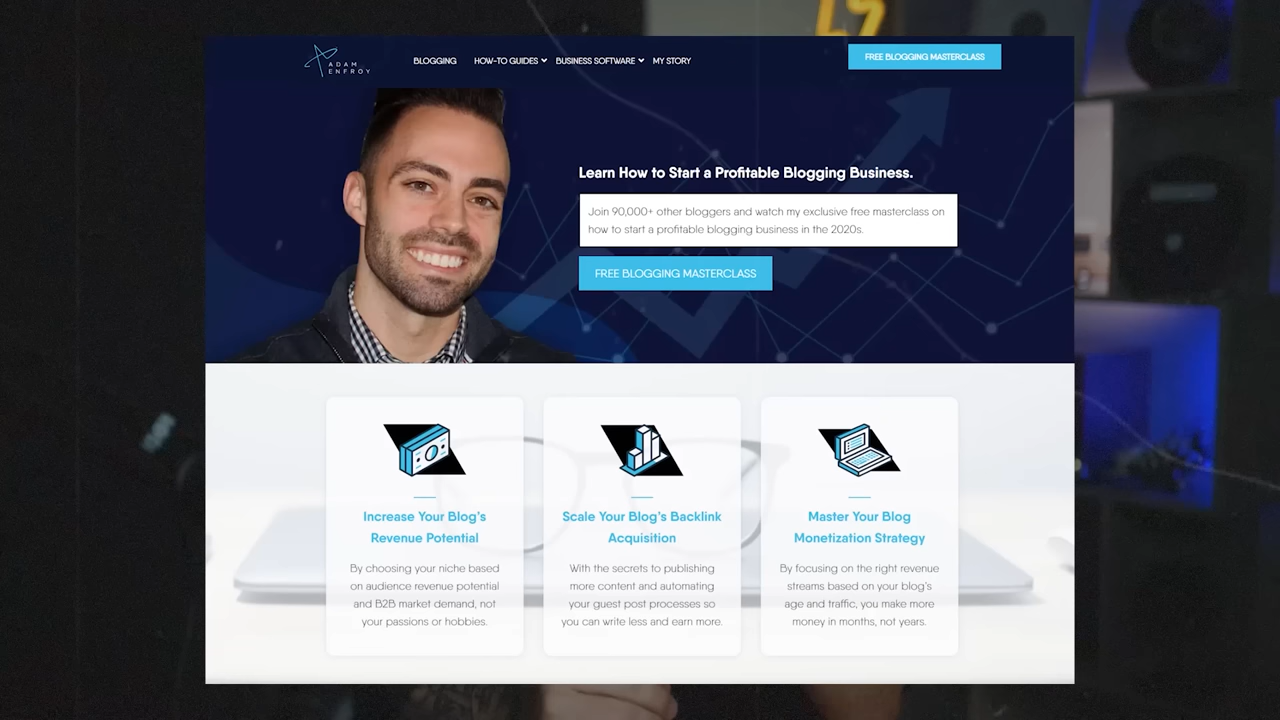 ADAM
ENFROY
BLOGGING
HOW-TO GUIDES
BUSINESS SOFTWARE
MY STORY
FREE BLOGGING MASTERCLASS
Learn How to Start a Profitable Blogging Business.
Join 90,000+ other bloggers and watch my exclusive free masterclass on
how to start a profitable blogging business in the 2020s.
FREE BLOGGING MASTERCLASS
Increase Your Blog's
Revenue Potential
By choosing your niche based
on audience revenue potential
and B2B market demand, not
your passions or hobbies.
Scale Your Blog's Backlink
Acquisition
With the secrets to publishing
more content and automating
your guest post processes so
you can write less and earn more.
Master Your Blog
Monetization Strategy
By focusing on the right revenue
streams based on your blog's
age and traffic, you make more
money in months, not years.